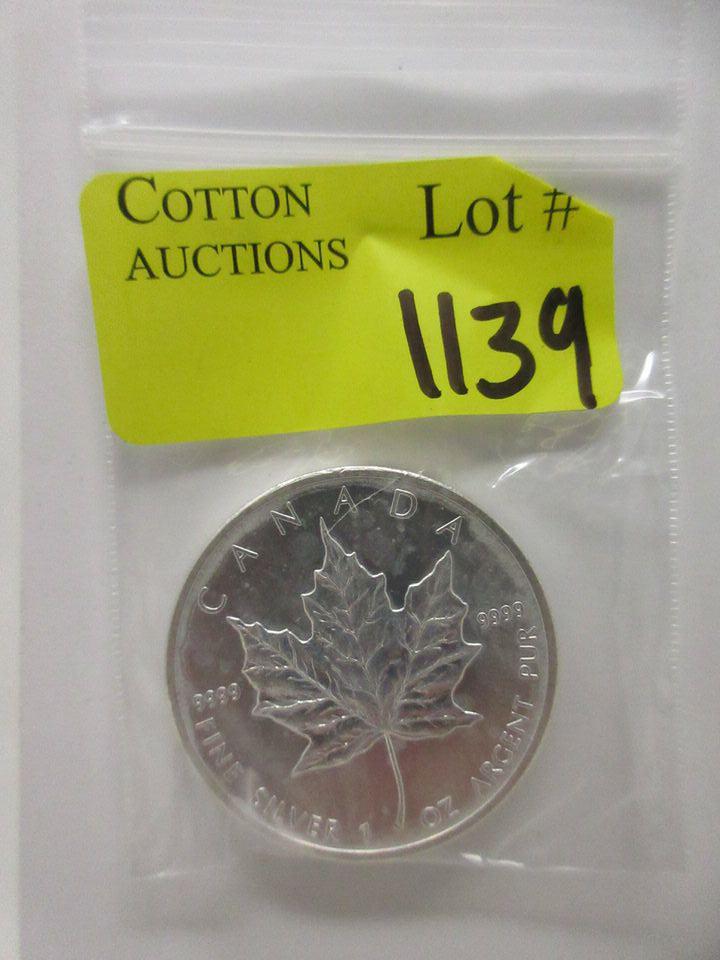 COTTON AUCTIONS
Lot #
1139
CANADA
9999
9999
FINE SILVER 1 OZ ARGENT PUR